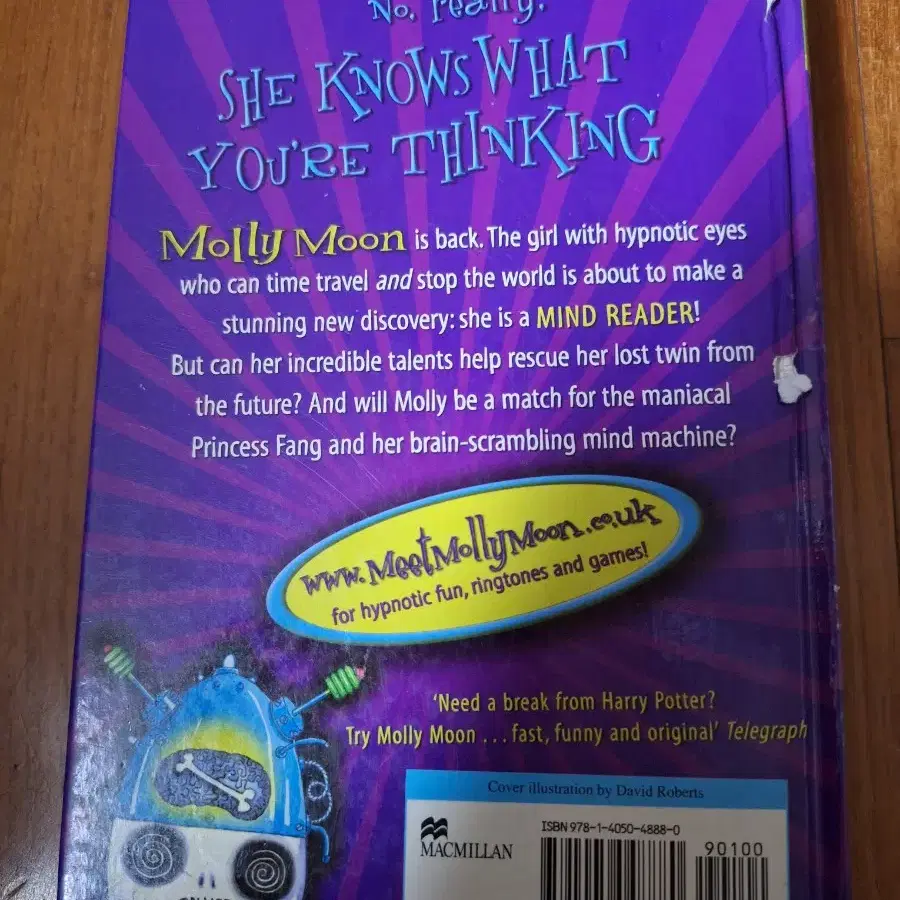 No, really,
SHE KNOWS WHAT
YOU'RE THINKING
Molly Moon is back. The girl with hypnotic eyes
who can time travel and stop the world is about to make a
stunning new discovery: she is a MIND READER!
But can her incredible talents help rescue her lost twin from
the future? And will Molly be a match for the maniacal
Princess Fang and her brain-scrambling mind machine?
www.MeetMollyMoon.co.uk
for hypnotic fun, ringtones and games!
'Need a break from Harry Potter?
Try Molly Moon . . . fast, funny and original' Telegraph
Cover illustration by David Roberts
MACMILLAN
ISBN 978-1-4050-4888-0
90100